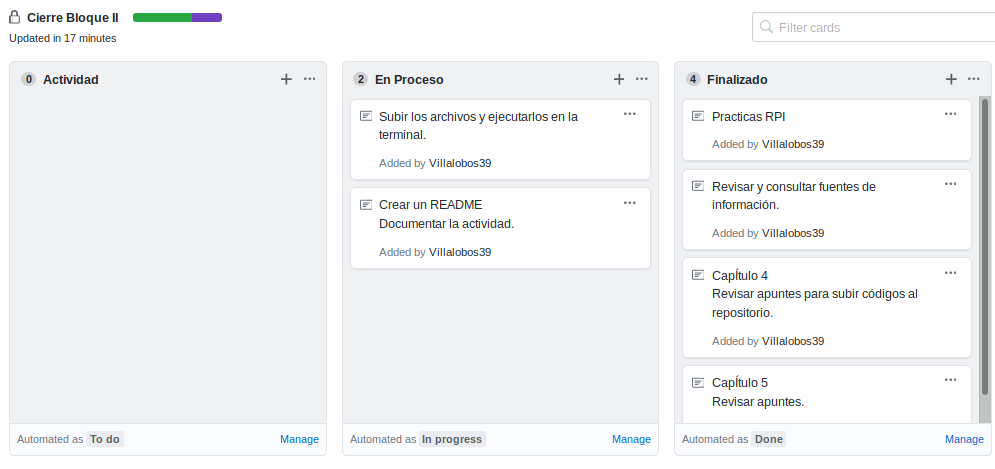 Cierre Bloque II
Updated in 17 minutes
Filter cards
0 Actividad
2 En Proceso
Subir los archivos y ejecutarlos en la
terminal.
Added by Villalobos39
Crear un README
Documentar la actividad.
Added by Villalobos39
4 Finalizado
Practicas RPI
Added by Villalobos39
Revisar y consultar fuentes de
información.
Added by Villalobos39
Capítulo 4
Revisar apuntes para subir códigos al
repositorio.
Added by Villalobos39
Capítulo 5
Revisar apuntes.
Automated as To do
Manage
Automated as In progress
Manage
Automated as Done
Manage